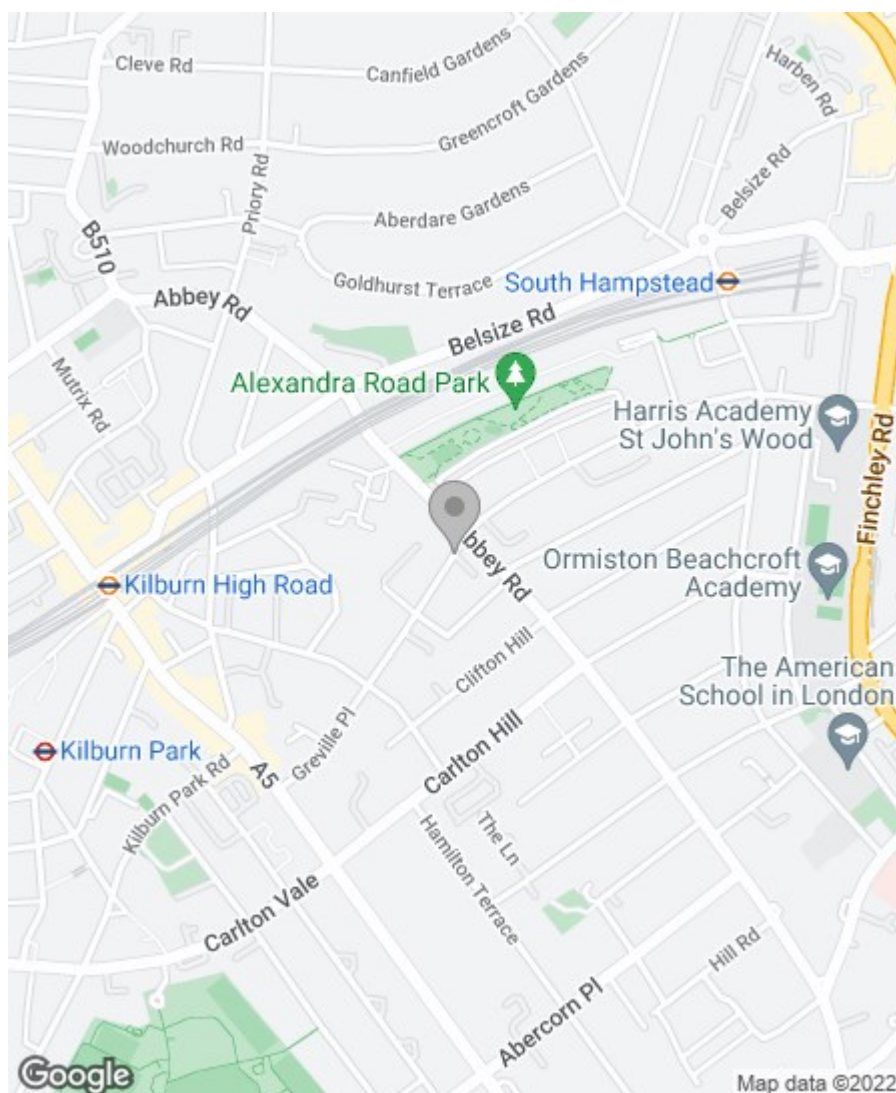 Cleve Rd
Canfield Gardens
Harben Rd
Greencroft Gardens
Woodchurch Rd
Priory Rd
Belsize Rd
Aberdare Gardens
B510
Goldhurst Terrace
South Hampstead
Abbey Rd
Belsize Rd
Mutrix Rd
Alexandra Road Park
Harris Academy
St John's Wood
Finchley Rd
bbey Rd
Ormiston Beachcroft
Academy
Kilburn High Road
Clifton Hill
The American
School in London
Kilburn Park
Greville Pl
Carlton Hill
A5
Kilburn Park Rd
The Ln
Hamilton Terrace
Carlton Vale
Hill Rd
Abercorn Pl
Google
Map data ©2022